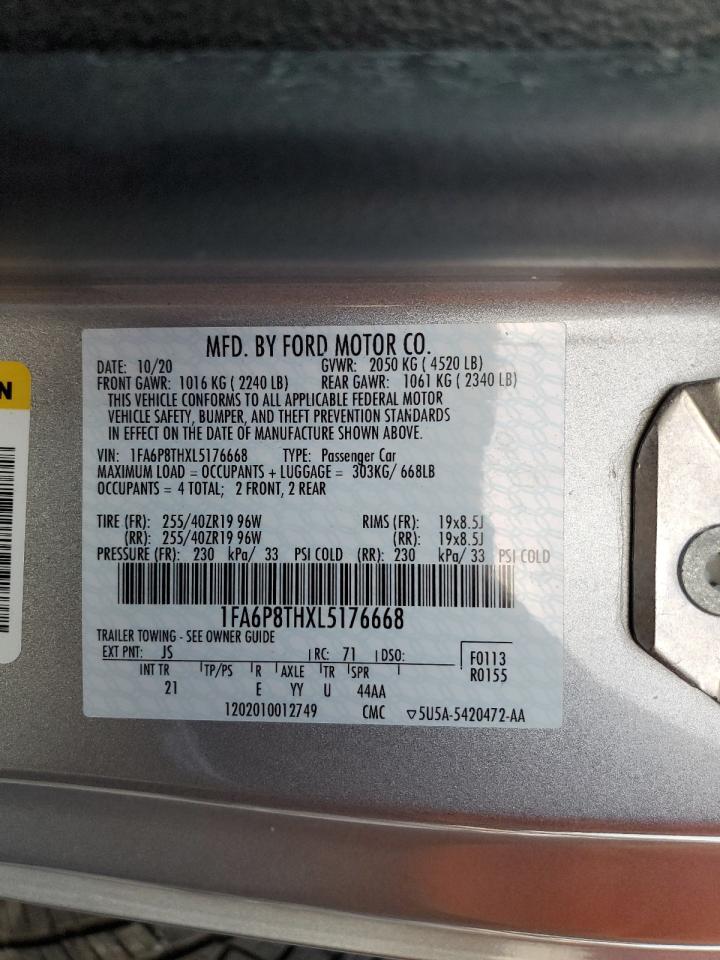 MFD. BY FORD MOTOR CO.
DATE: 10/20 GVWR: 2050 KG ( 4520 LB)
FRONT GAWR: 1016 KG ( 2240 LB) REAR GAWR: 1061 KG ( 2340 LB)
THIS VEHICLE CONFORMS TO ALL APPLICABLE FEDERAL MOTOR
VEHICLE SAFETY, BUMPER, AND THEFT PREVENTION STANDARDS
IN EFFECT ON THE DATE OF MANUFACTURE SHOWN ABOVE.
VIN: 1FA6P8THXL5176668 TYPE: Passenger Car
MAXIMUM LOAD = OCCUPANTS + LUGGAGE = 303KG/ 668LB
OCCUPANTS = 4 TOTAL; 2 FRONT, 2 REAR
TIRE (FR): 255/40ZR19 96W RIMS (FR): 19x8.5J
(RR): 255/40ZR19 96W (RR): 19x8.5J
PRESSURE (FR): 230 kPa/ 33 PSI COLD (RR): 230 kPa/ 33 PSI COLD
1FA6P8THXL5176668
TRAILER TOWING - SEE OWNER GUIDE
EXT PNT: JS RC: 71 DSO: F0113
INT TR TP/PS R AXLE TR SPR R0155
21 E YY U 44AA
1202010012749 CMC ▽5U5A-5420472-AA
N